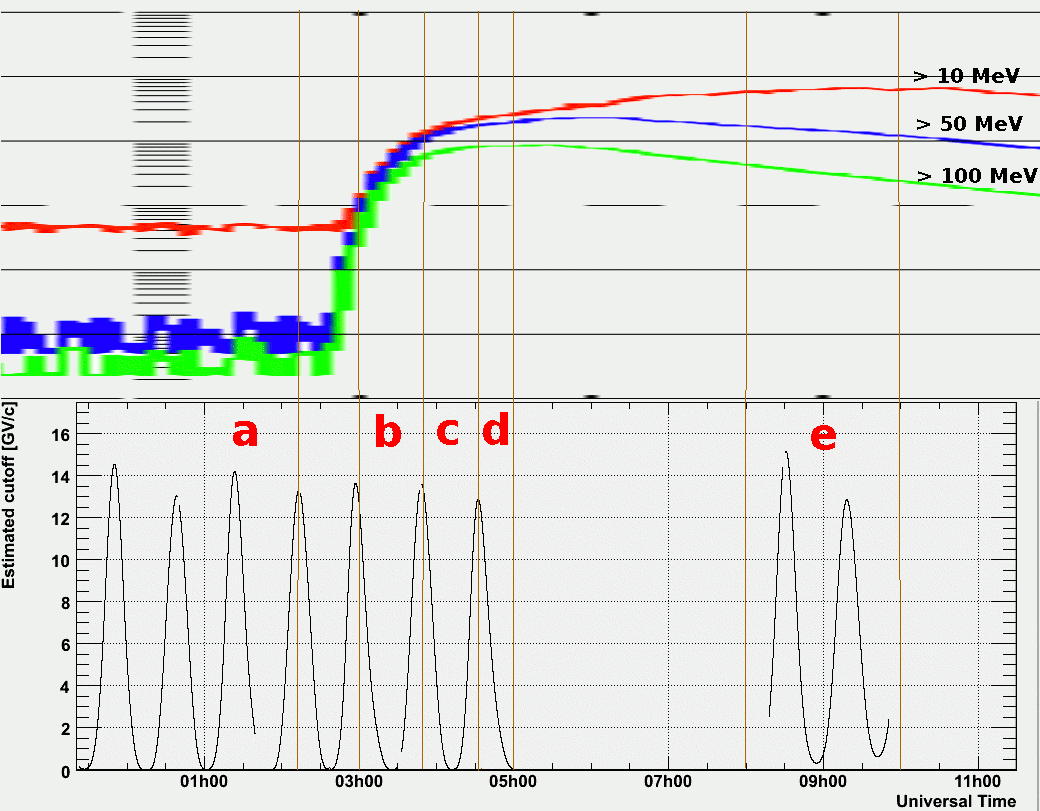 > 10 MeV
> 50 MeV
> 100 MeV
Estimated cutoff [GV/c]
a b c d e
16
14
12
10
8
6
4
2
0
01h00 03h00 05h00 07h00 09h00 11h00
Universal Time